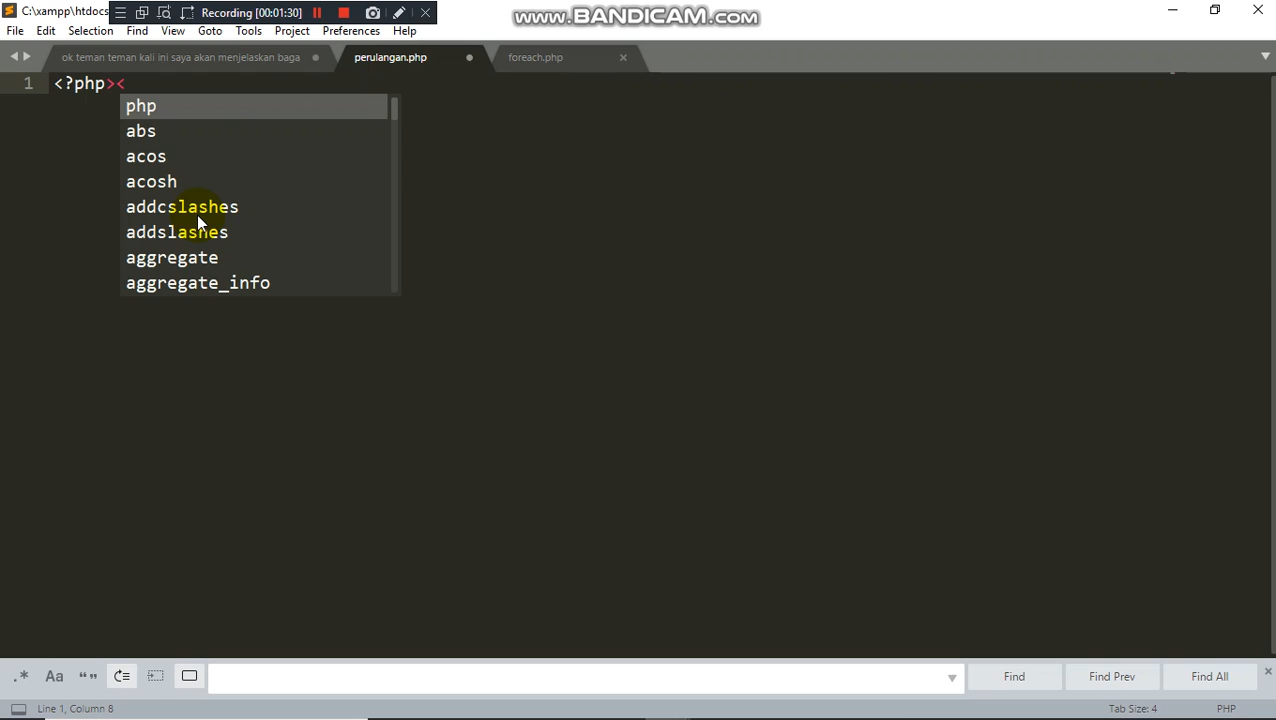 C:\xampp\htdocs
Recording [00:01:30]
www.BANDICAM.com
File Edit Selection Find View Goto Tools Project Preferences Help
ok teman teman kali ini saya akan menjelaskan baga
perulangan.php
foreach.php
1 <?php><
php
abs
acos
acosh
addcslashes
addslashes
aggregate
aggregate_info
.* Aa “” Find Find Prev Find All
Line 1, Column 8 Tab Size: 4 PHP